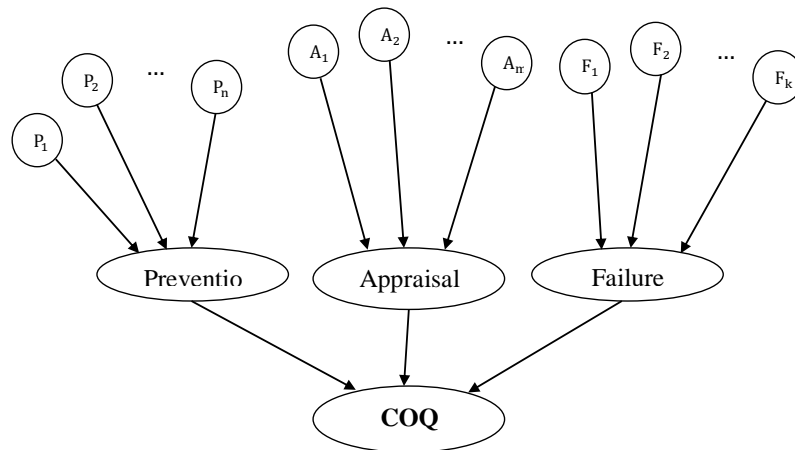 P₁
P₂
...
Pₙ
A₁
A₂
...
Aₘ
F₁
F₂
...
Fₖ
Preventio
Appraisal
Failure
COQ